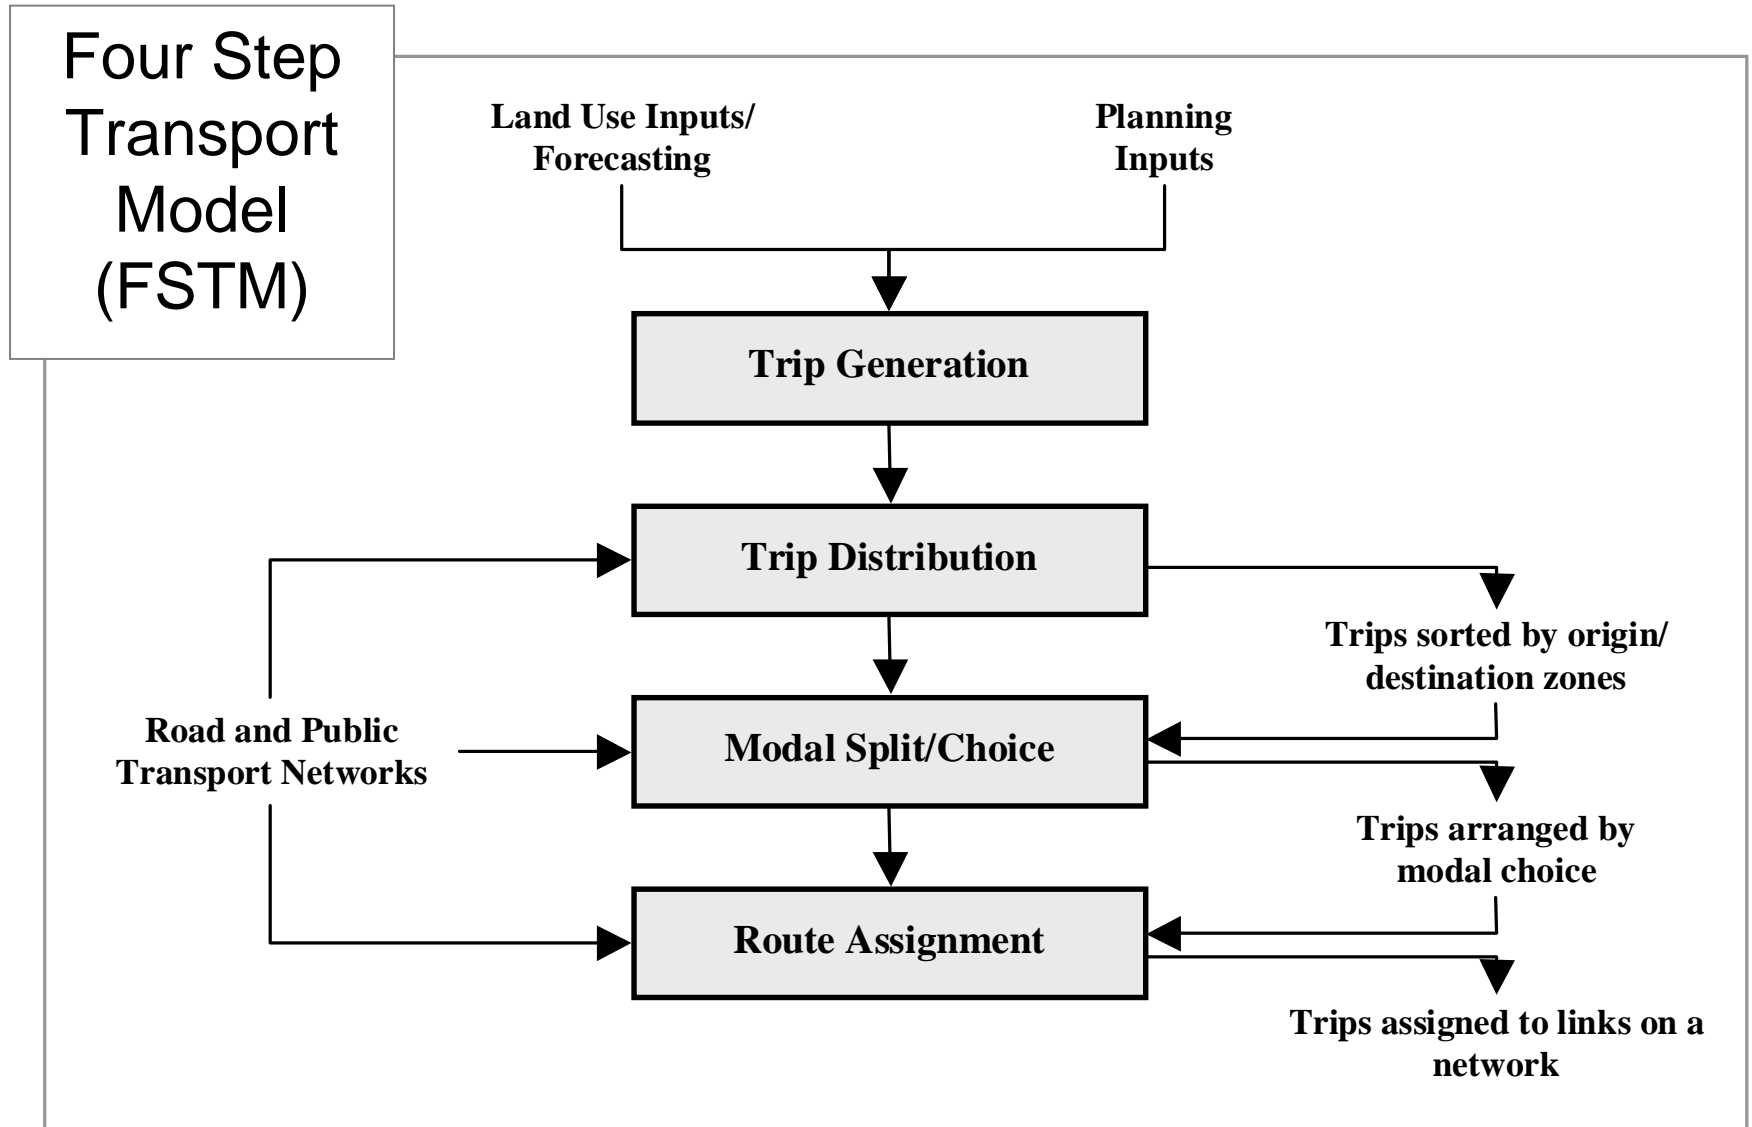 Four Step
Transport
Model
(FSTM)
Land Use Inputs/
Forecasting
Planning
Inputs
Trip Generation
Trip Distribution
Trips sorted by origin/
destination zones
Road and Public
Transport Networks
Modal Split/Choice
Trips arranged by
modal choice
Route Assignment
Trips assigned to links on a
network